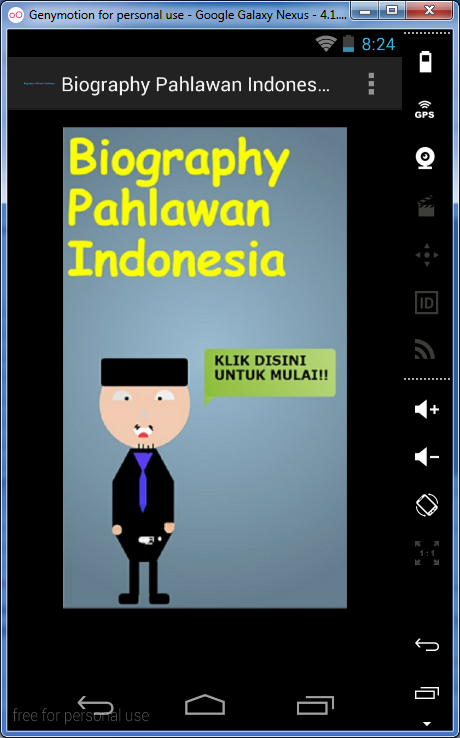 Genymotion for personal use - Google Galaxy Nexus - 4.1....
8:24
Biography Pahlawan Indones...
GPS
Biography
Pahlawan
Indonesia
KLIK DISINI
UNTUK MULAI!!
ID
1:1
free for personal use